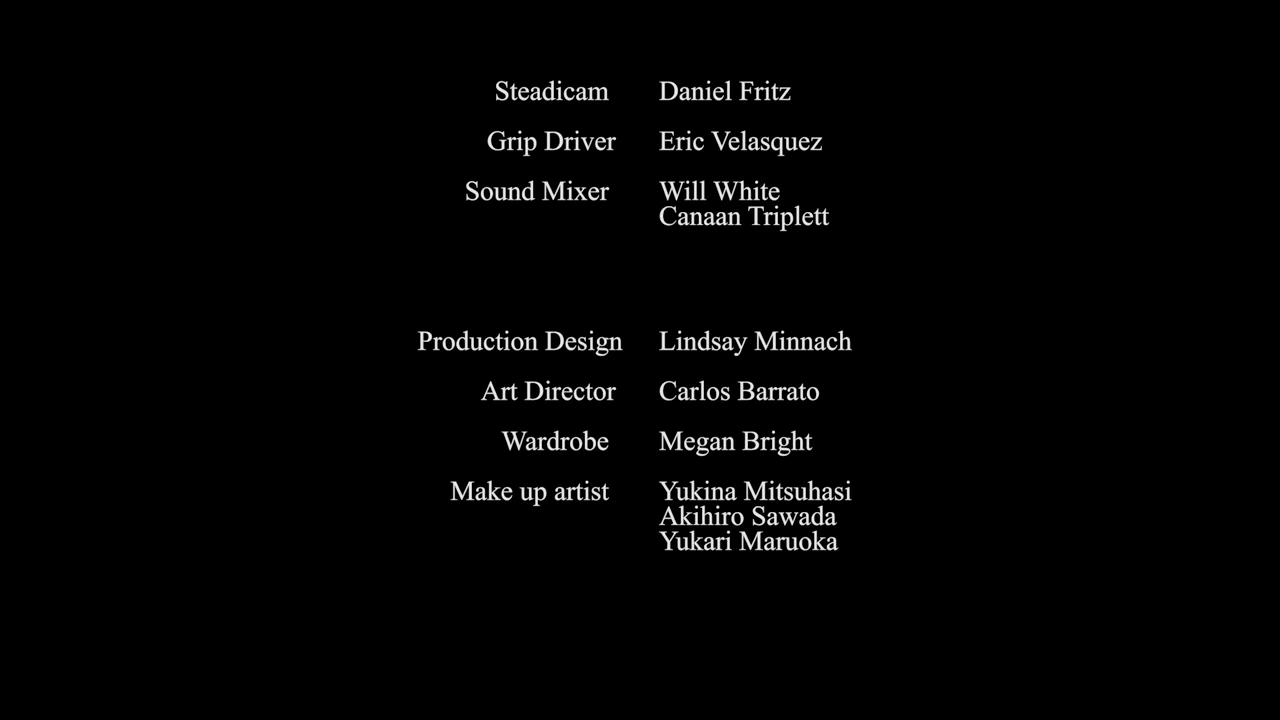 Steadicam Daniel Fritz
Grip Driver Eric Velasquez
Sound Mixer Will White
Canaan Triplett
Production Design Lindsay Minnach
Art Director Carlos Barrato
Wardrobe Megan Bright
Make up artist Yukina Mitsuhasi
Akihiro Sawada
Yukari Maruoka